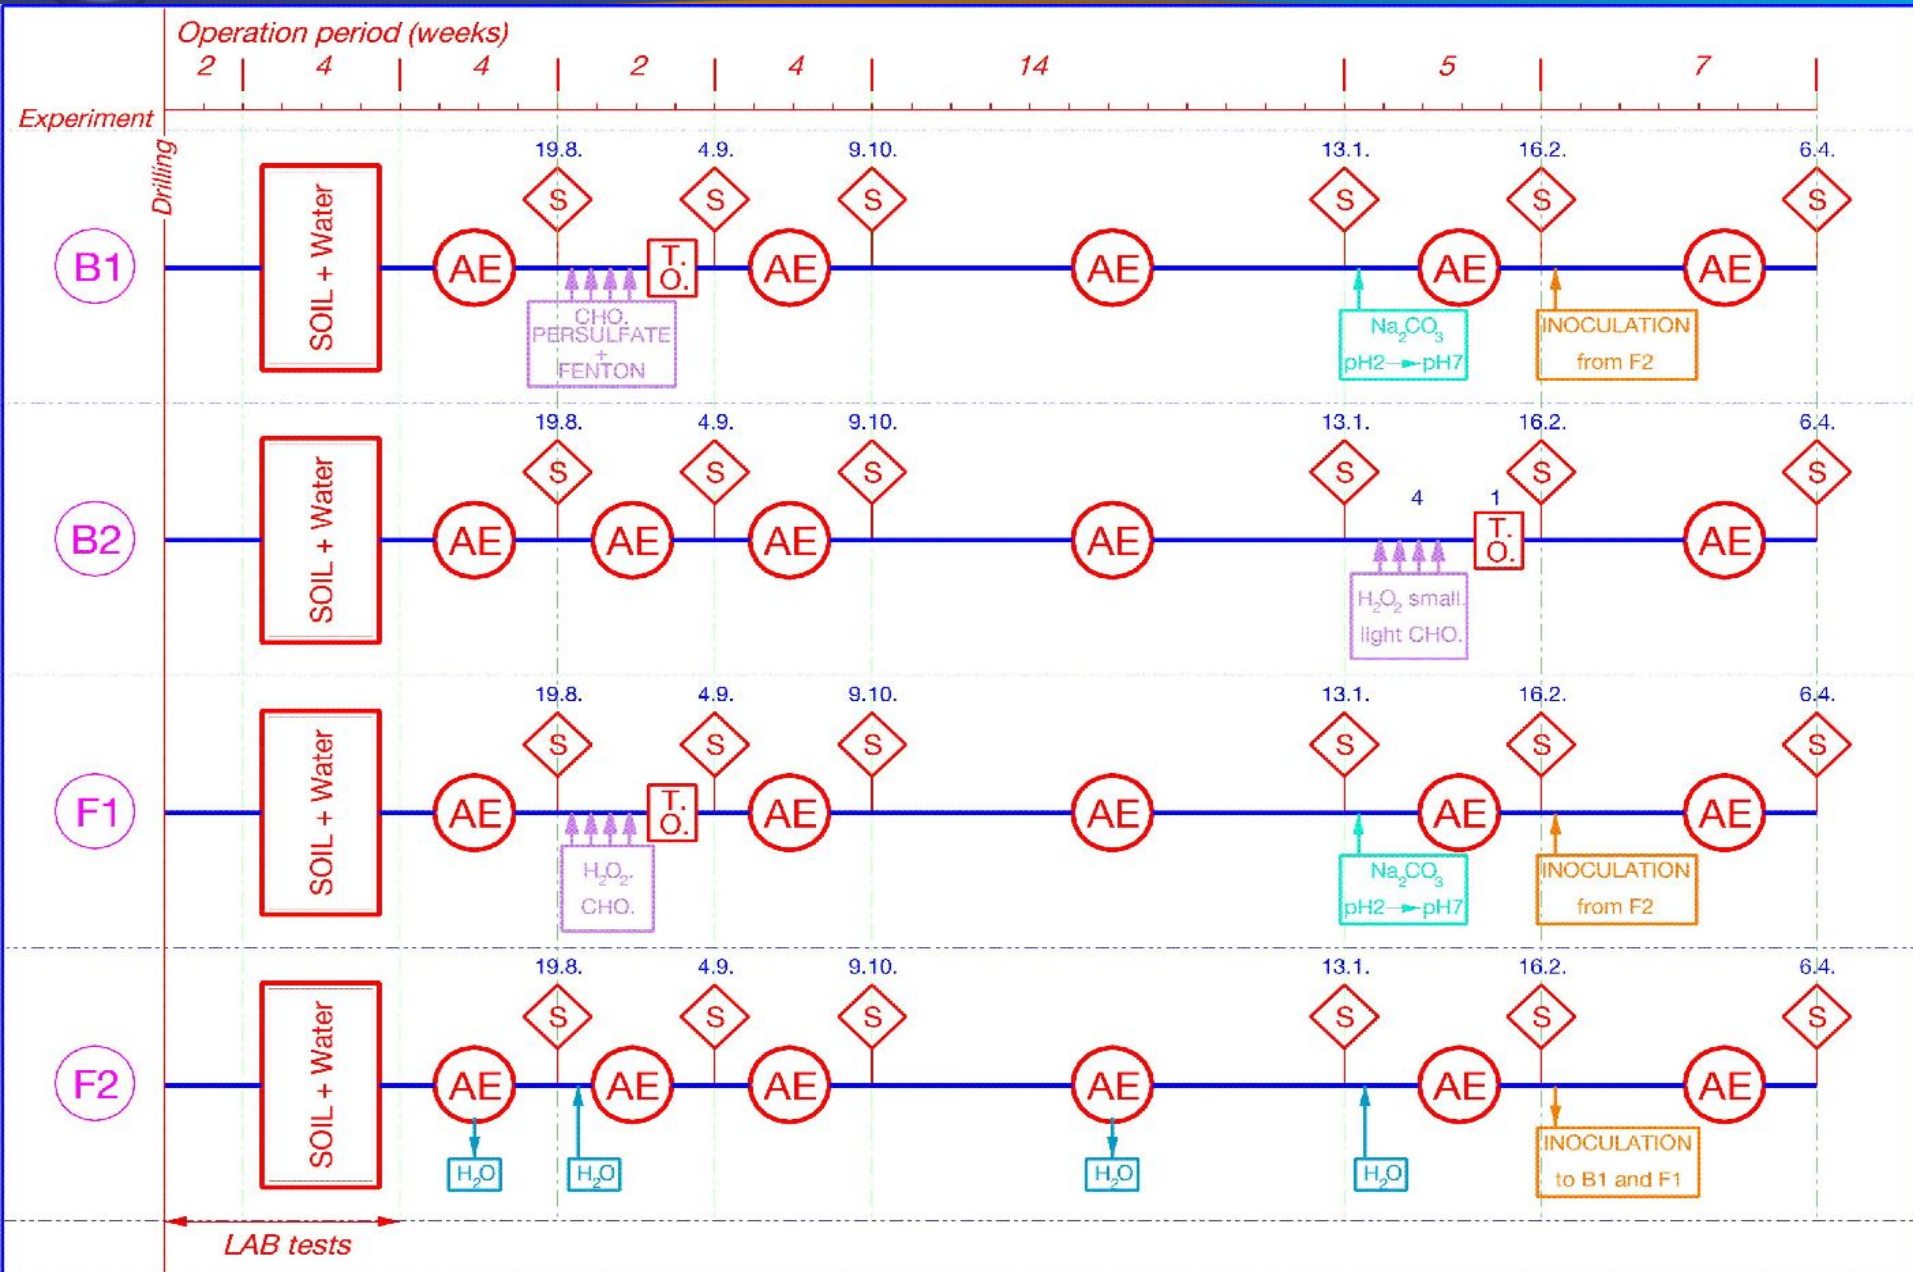 Operation period (weeks)
2 4 4 2 4 14 5 7
Experiment
Drilling
19.8. 4.9. 9.10. 13.1. 16.2. 6.4.
S S S S S S
B1
SOIL + Water
AE T.O. AE AE AE AE
CHO.
PERSULFATE
+
FENTON
Na₂CO₃
pH2 → pH7
INOCULATION
from F2
19.8. 4.9. 9.10. 13.1. 16.2. 6.4.
S S S S S S
4 1
B2
SOIL + Water
AE AE AE AE T.O. AE
H₂O₂ small.
light CHO.
19.8. 4.9. 9.10. 13.1. 16.2. 6.4.
S S S S S S
F1
SOIL + Water
AE T.O. AE AE AE AE
H₂O₂.
CHO.
Na₂CO₃
pH2 → pH7
INOCULATION
from F2
19.8. 4.9. 9.10. 13.1. 16.2. 6.4.
S S S S S S
F2
SOIL + Water
AE AE AE AE AE AE
H₂O H₂O H₂O H₂O
INOCULATION
to B1 and F1
LAB tests